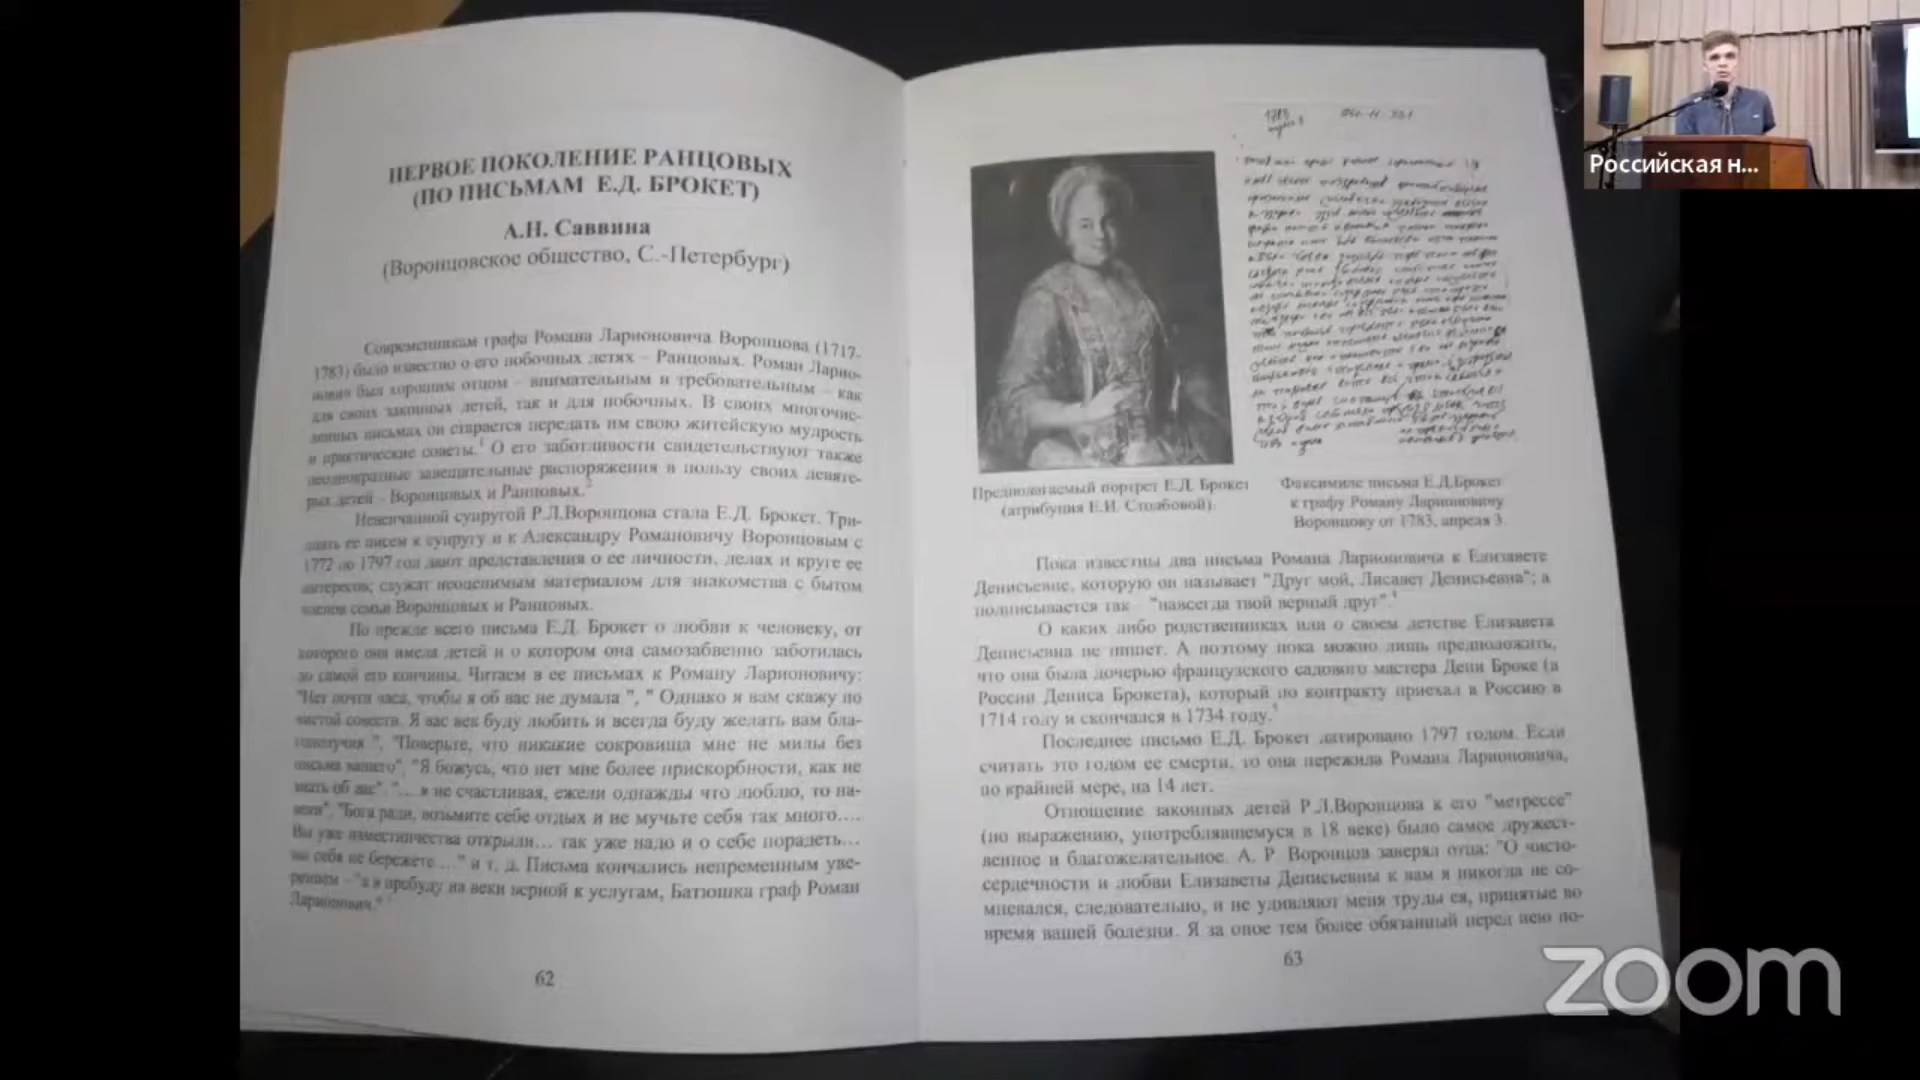 ПЕРВОЕ ПОКОЛЕНИЕ РАНЦОВЫХ
(ПО ПИСЬМАМ Е.Д. БРОКЕТ)
А.Н. Саввина
(Воронцовское общество, С.-Петербург)
Современникам графа Романа Ларионовича Воронцова (1717-
1783) было известно о его побочных детях – Ранцовых. Роман Ларио-
нович был хорошим отцом – внимательным и требовательным – как
для своих законных детей, так и для побочных. В своих многочис-
ленных письмах он старается передать им свою житейскую мудрость
и практические советы.1 О его заботливости свидетельствуют также
неоднократные завещательные распоряжения в пользу своих девяте-
рых детей – Воронцовых и Ранцовых.2
Невенчанной супругой Р.Л.Воронцова стала Е.Д. Брокет. Три-
дцать ее писем к супругу и к Александру Романовичу Воронцовым с
1772 до 1797 год дают представления о ее личности, делах и круге ее
интересов; служат неоценимым материалом для знакомства с бытом
членов семьи Воронцовых и Ранцовых.
Но прежде всего письма Е.Д. Брокет о любви к человеку, от
которого она имела детей и о котором она самозабвенно заботилась
до самой его кончины. Читаем в ее письмах к Роману Ларионовичу:
"Нет почти часа, чтобы я об вас не думала ", " Однако я вам скажу по
чистой совести. Я вас век буду любить и всегда буду желать вам бла-
гополучия ", "Поверьте, что никакие сокровища мне не милы без
письма вашего", "Я божусь, что нет мне более прискорбности, как не
знать об вас", "... я не счастливая, ежели однажды что люблю, то на-
веки", "Бога ради, возьмите себе отдых и не мучьте себя так много....
Вы уже наместничества открыли... так уже надо и о себе порадеть...
вы себя не бережете ..." и т. д. Письма кончались непременным уве-
рением – "а я пребуду на веки верной к услугам, Батюшка граф Роман
Ларионович."
62
Предполагаемый портрет Е.Д. Брокет
(атрибуция Е.И. Столбовой).
Факсимиле письма Е.Д.Брокет
к графу Роману Ларионовичу
Воронцову от 1783, апреля 3.
Пока известны два письма Романа Ларионовича к Елизавете
Денисьевне, которую он называет "Друг мой, Лисавет Денисьевна"; а
подписывается так – "навсегда твой верный друг".4
О каких либо родственниках или о своем детстве Елизавета
Денисьевна не пишет. А поэтому пока можно лишь предположить,
что она была дочерью французского садового мастера Дени Броке (в
России Дениса Брокета), который по контракту приехал в Россию в
1714 году и скончался в 1734 году.5
Последнее письмо Е.Д. Брокет датировано 1797 годом. Если
считать это годом ее смерти, то она пережила Романа Ларионовича,
по крайней мере, на 14 лет.
Отношение законных детей Р.Л.Воронцова к его "метрессе"
(по выражению, употреблявшемуся в 18 веке) было самое дружест-
венное и благожелательное. А. Р. Воронцов заверял отца: "О чисто-
сердечности и любви Елизаветы Денисьевны к вам я никогда не со-
мневался, следовательно, и не удивляют меня труды ея, принятые во
время вашей болезни. Я за оное тем более обязанный перед нею по-
63
Российская н...
zoom